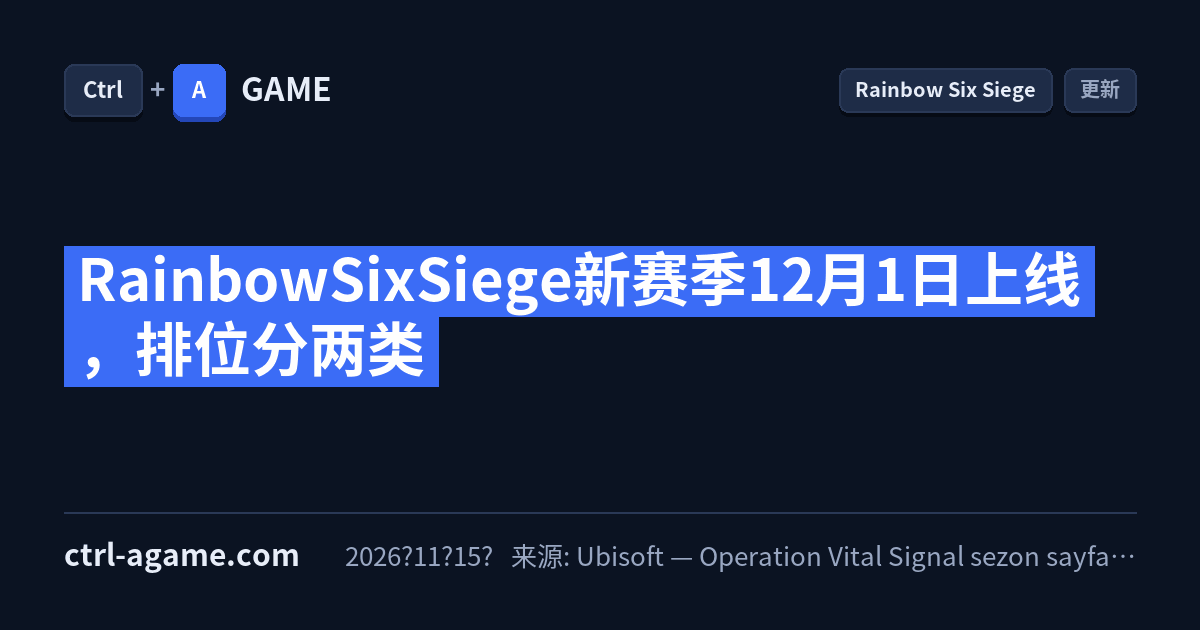 Ctrl + A GAME
Rainbow Six Siege 更新
RainbowSixSiege新赛季12月1日上线
，排位分两类
ctrl-agame.com 2026?11?15? 来源: Ubisoft — Operation Vital Signal sezon sayfa…